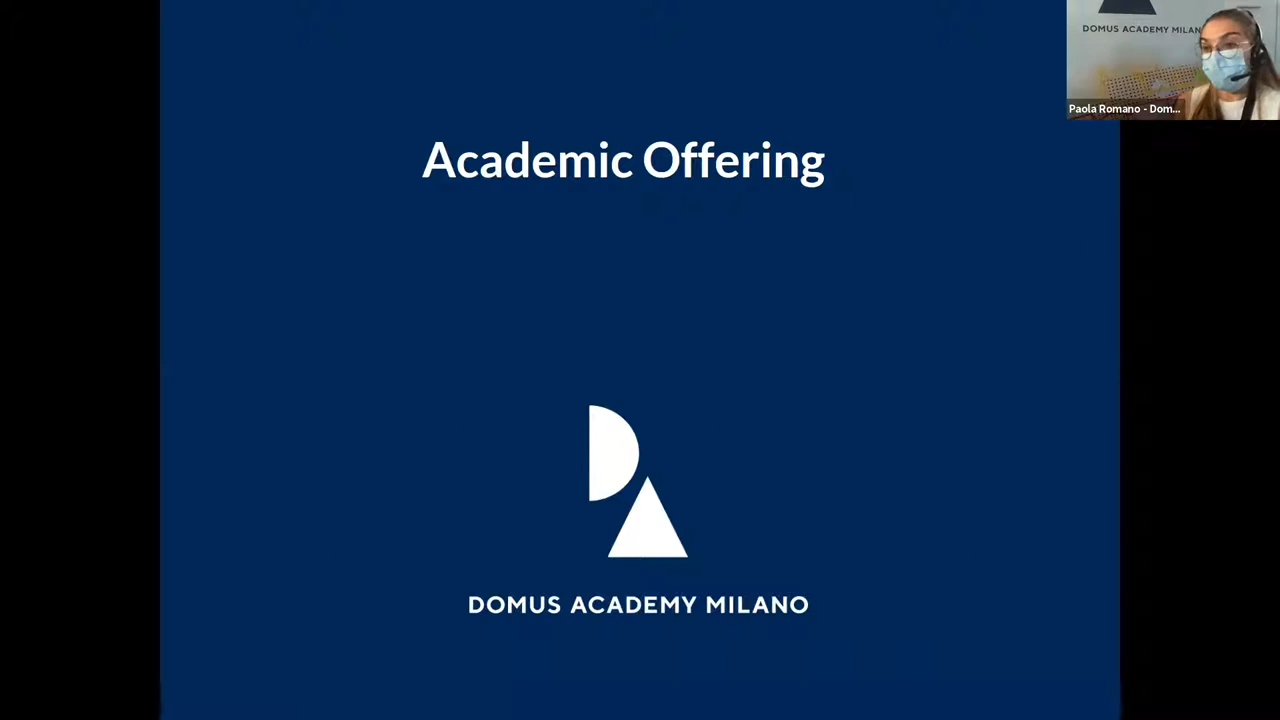 DOMUS ACADEMY MILAN
Paola Romano - Dom...
Academic Offering
DOMUS ACADEMY MILANO